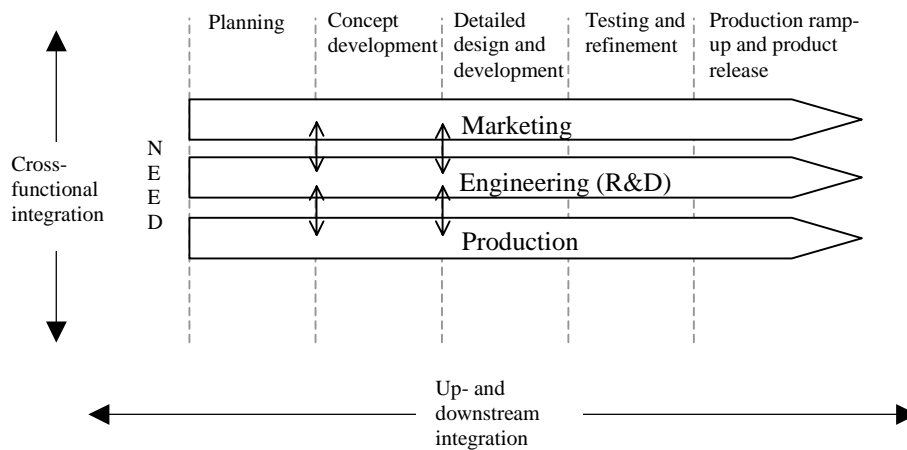 Planning
Concept
development
Detailed
design and
development
Testing and
refinement
Production ramp-
up and product
release
Marketing
Engineering (R&D)
Production
N
E
E
D
Cross-
functional
integration
Up- and
downstream
integration